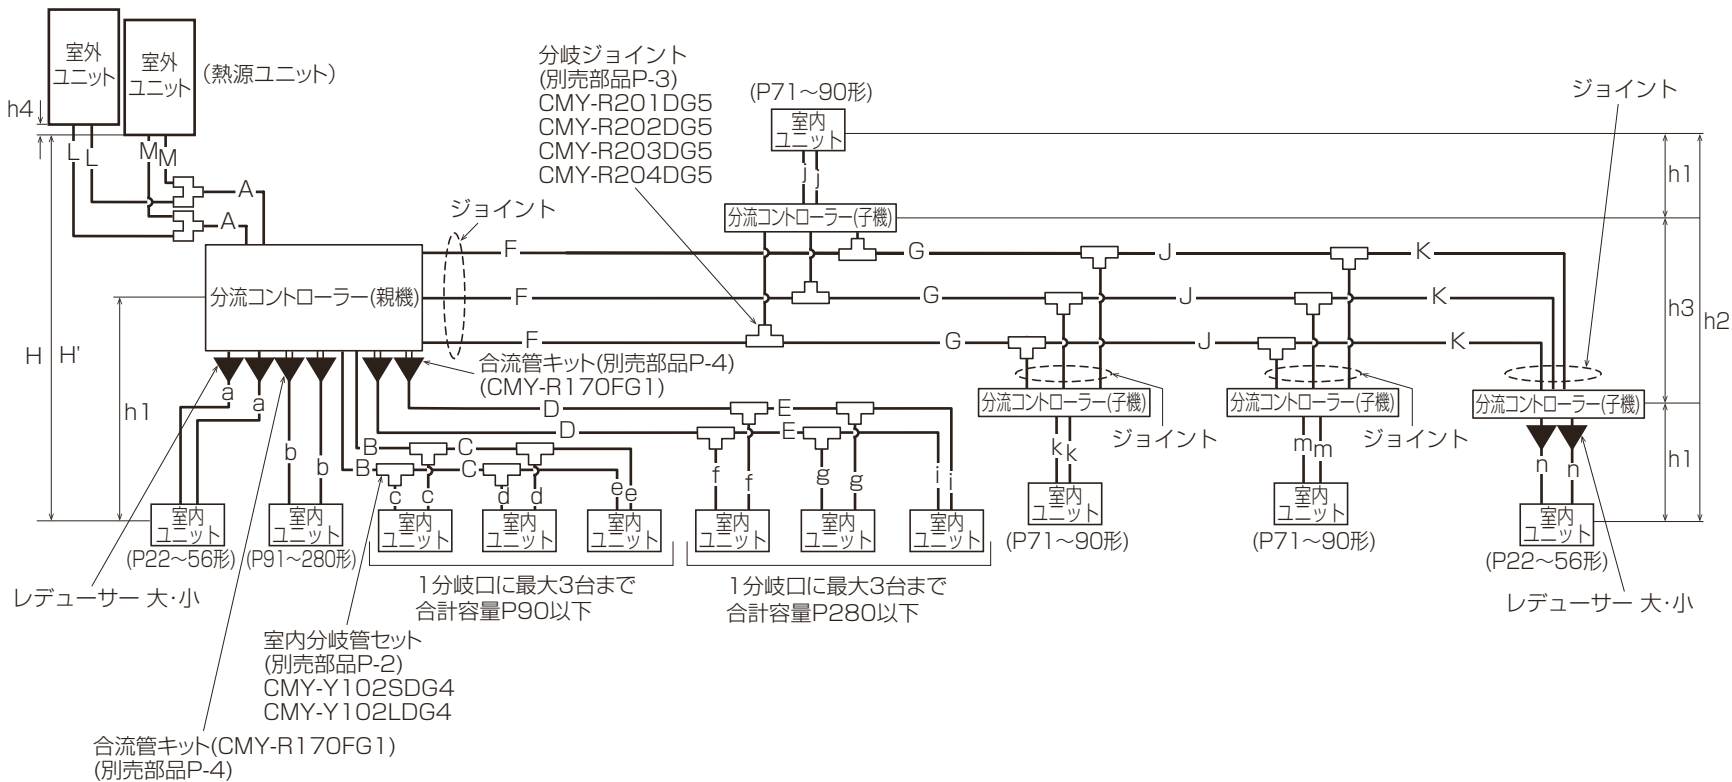 室外
ユニット
室外
ユニット
(熱源ユニット)
h4
L
L
M
M
A
A
H
H'
h1
分流コントローラー(親機)
ジョイント
分岐ジョイント
(別売部品P-3)
CMY-R201DG5
CMY-R202DG5
CMY-R203DG5
CMY-R204DG5
(P71～90形)
室内
ユニット
j
j
分流コントローラー(子機)
ジョイント
h1
h3
h2
h1
F
G
J
K
F
G
J
K
F
G
J
K
合流管キット(別売部品P-4)
(CMY-R170FG1)
a
a
b
b
D
E
D
E
B
C
B
C
c
c
d
d
e
e
f
f
g
g
i
i
分流コントローラー(子機)
分流コントローラー(子機)
分流コントローラー(子機)
ジョイント
ジョイント
k
k
m
m
n
n
室内
ユニット
(P22～56形)
室内
ユニット
(P91～280形)
室内
ユニット
室内
ユニット
室内
ユニット
室内
ユニット
室内
ユニット
室内
ユニット
室内
ユニット
(P71～90形)
室内
ユニット
(P71～90形)
室内
ユニット
(P22～56形)
レデューサー 大・小
1分岐口に最大3台まで
合計容量P90以下
1分岐口に最大3台まで
合計容量P280以下
レデューサー 大・小
室内分岐管セット
(別売部品P-2)
CMY-Y102SDG4
CMY-Y102LDG4
合流管キット(CMY-R170FG1)
(別売部品P-4)